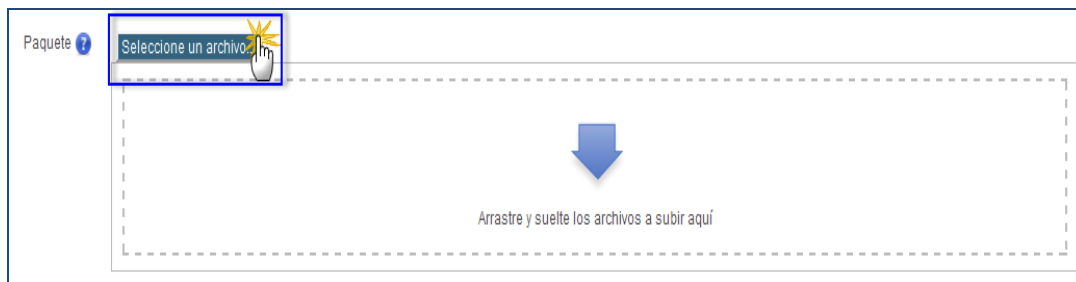 Paquete
Seleccione un archivo...
Arrastre y suelte los archivos a subir aquí